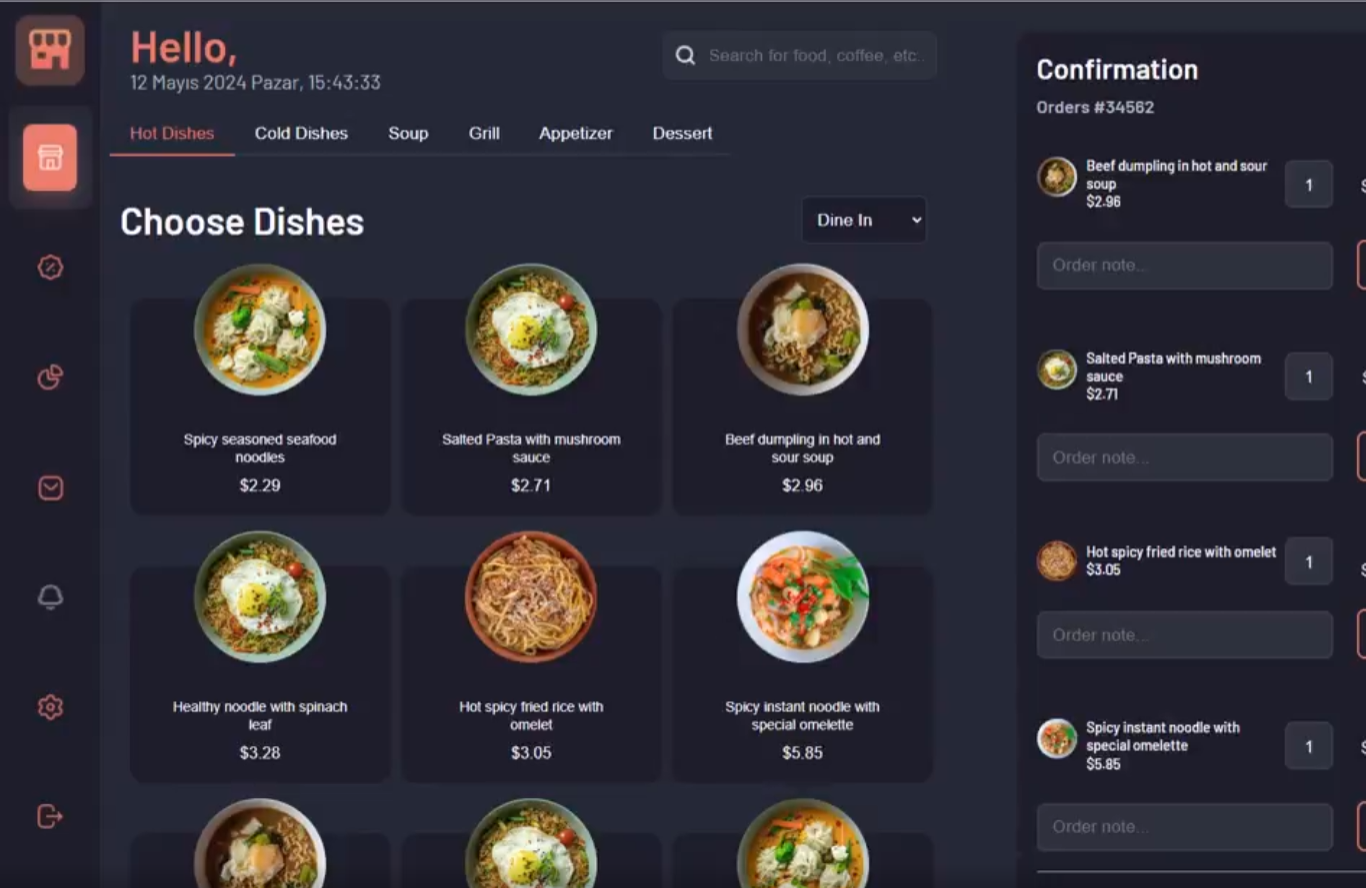 Hello,
12 Mayıs 2024 Pazar, 15:43:33
Search for food, coffee, etc..
Hot Dishes
Cold Dishes
Soup
Grill
Appetizer
Dessert
Choose Dishes
Dine In
Spicy seasoned seafood
noodles
$2.29
Salted Pasta with mushroom
sauce
$2.71
Beef dumpling in hot and
sour soup
$2.96
Healthy noodle with spinach
leaf
$3.28
Hot spicy fried rice with
omelet
$3.05
Spicy instant noodle with
special omelette
$5.85
Confirmation
Orders #34562
Beef dumpling in hot and sour
soup
$2.96
1
$
Order note...
Salted Pasta with mushroom
sauce
$2.71
1
$
Order note...
Hot spicy fried rice with omelet
$3.05
1
$
Order note...
Spicy instant noodle with
special omelette
$5.85
1
$
Order note...